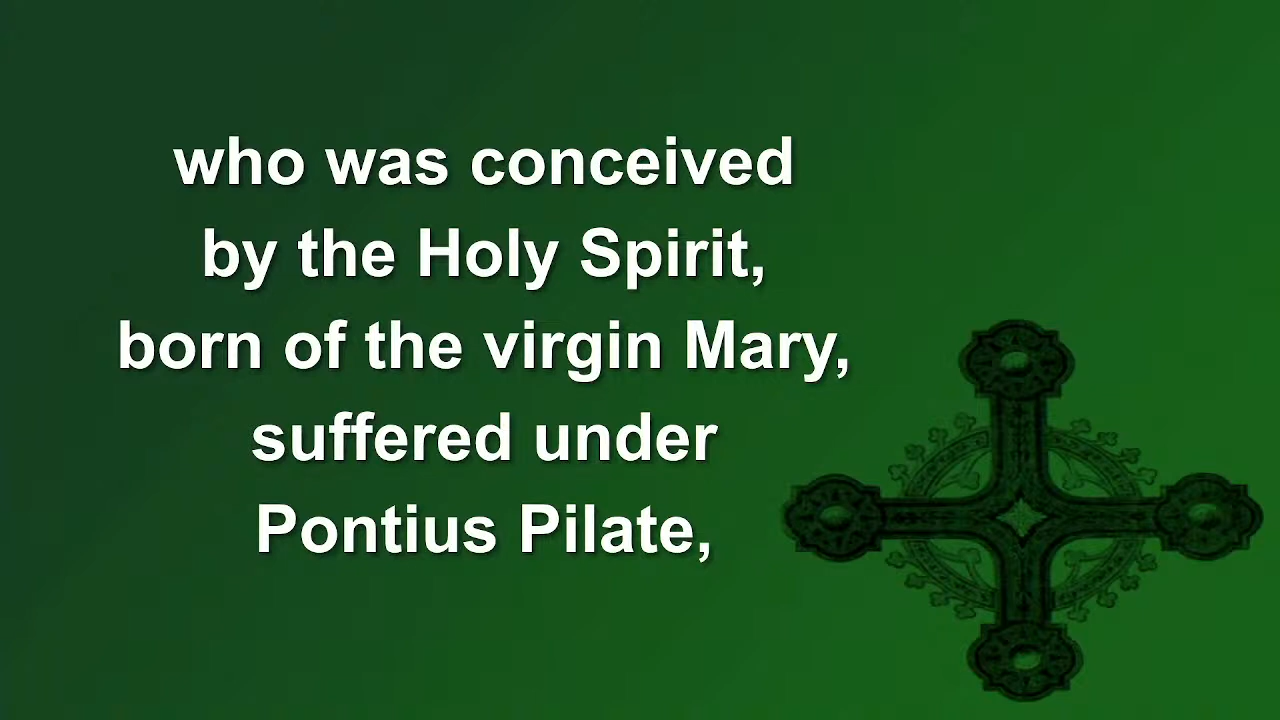 who was conceived
by the Holy Spirit,
born of the virgin Mary,
suffered under
Pontius Pilate,